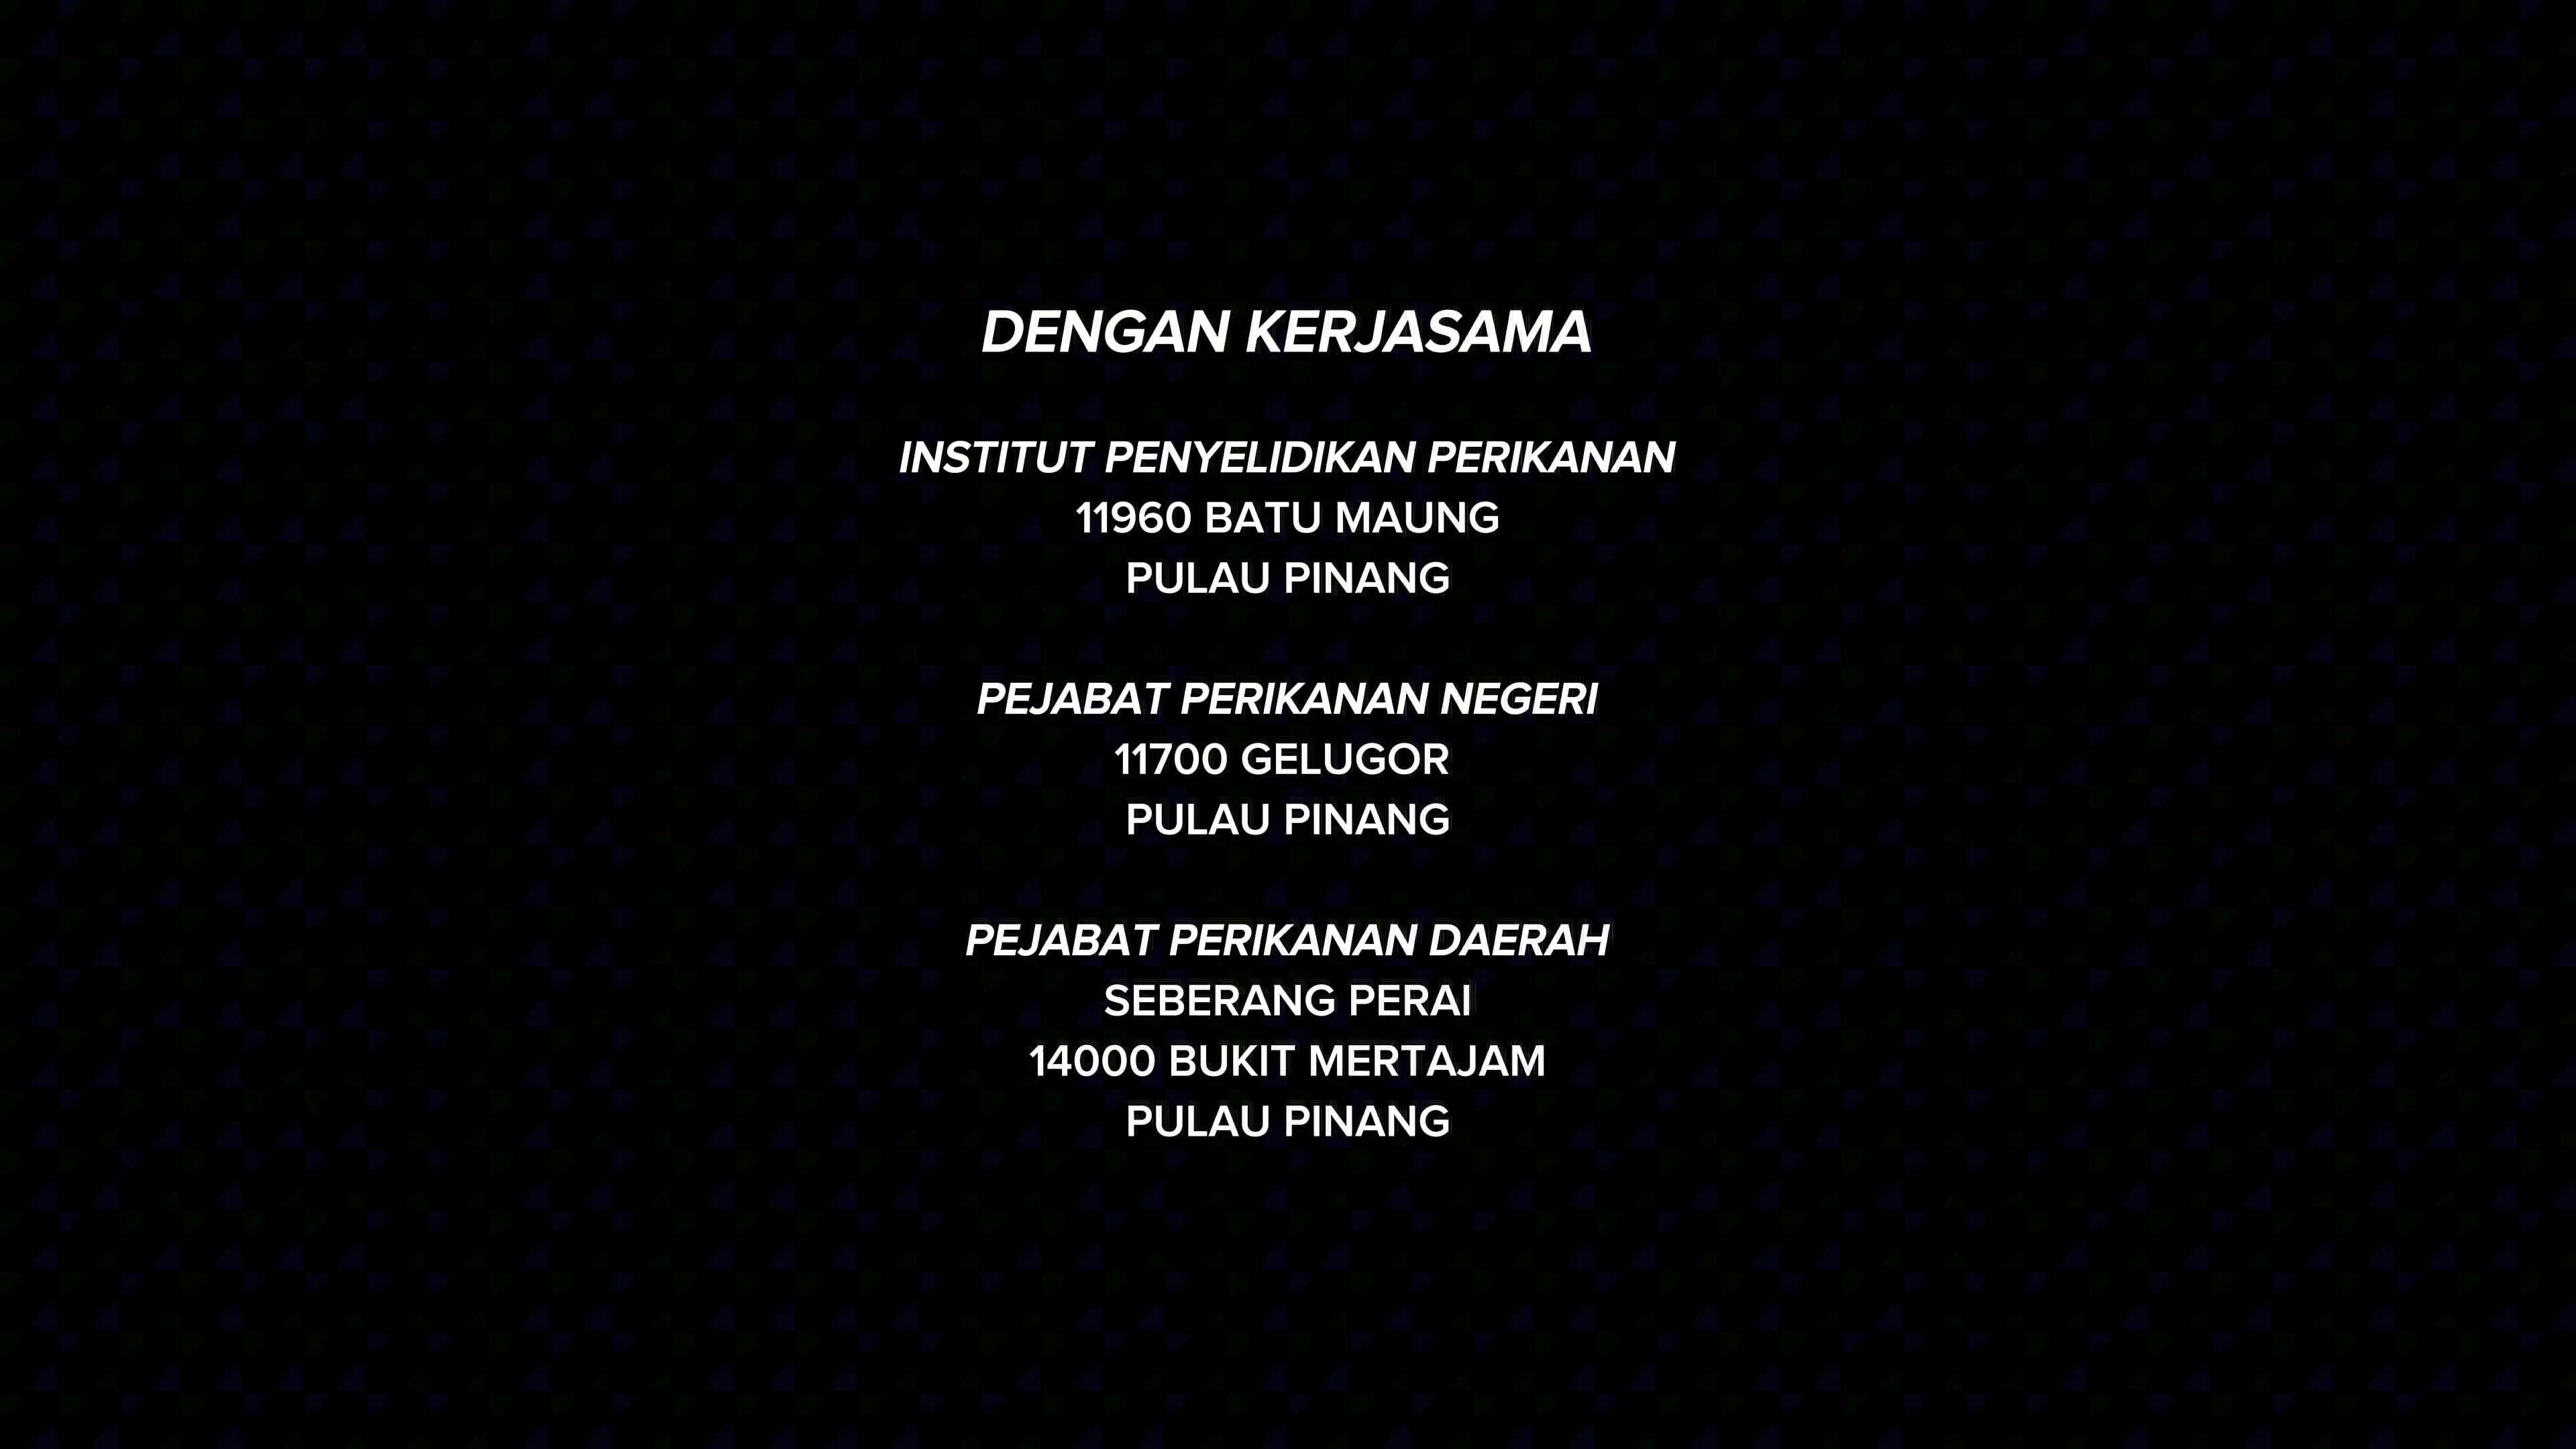 DENGAN KERJASAMA
INSTITUT PENYELIDIKAN PERIKANAN
11960 BATU MAUNG
PULAU PINANG
PEJABAT PERIKANAN NEGERI
11700 GELUGOR
PULAU PINANG
PEJABAT PERIKANAN DAERAH
SEBERANG PERAI
14000 BUKIT MERTAJAM
PULAU PINANG